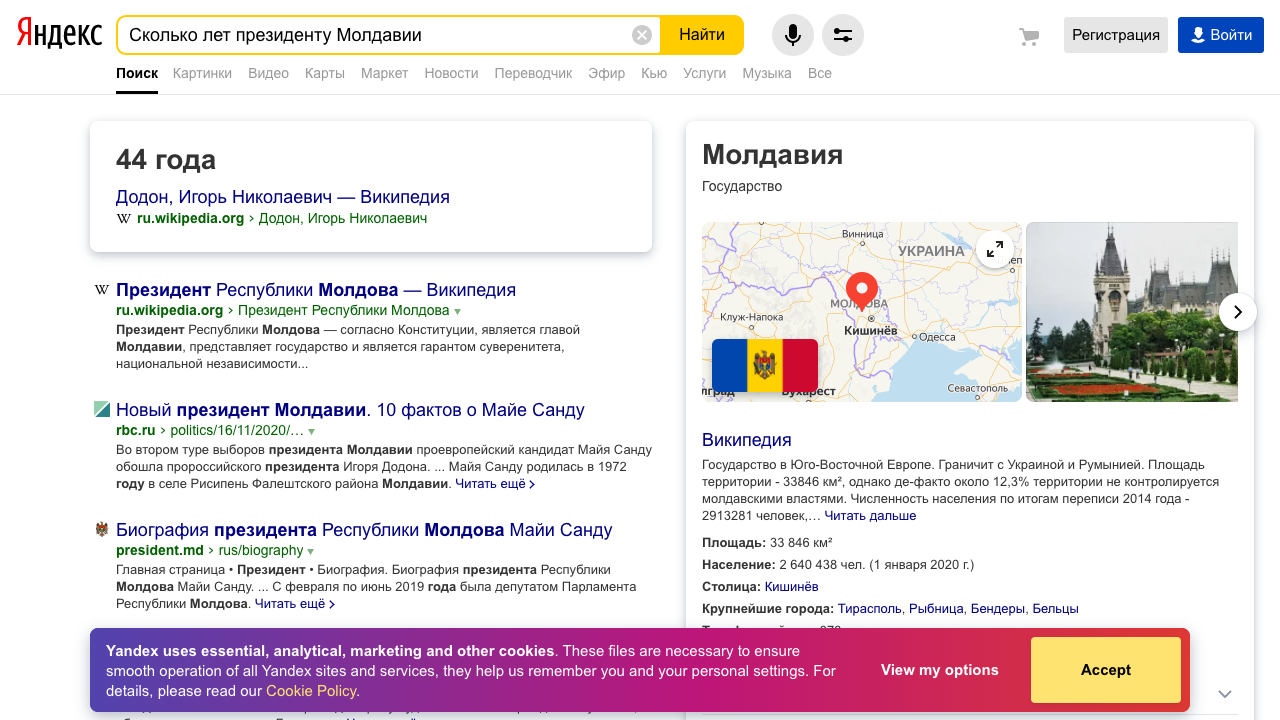 Яндекс
Сколько лет президенту Молдавии
Найти
Регистрация
Войти
Поиск Картинки Видео Карты Маркет Новости Переводчик Эфир Кью Услуги Музыка Все
44 года
Додон, Игорь Николаевич — Википедия
W ru.wikipedia.org › Додон, Игорь Николаевич
W Президент Республики Молдова — Википедия
ru.wikipedia.org › Президент Республики Молдова
Президент Республики Молдова — согласно Конституции, является главой
Молдавии, представляет государство и является гарантом суверенитета,
национальной независимости...
Новый президент Молдавии. 10 фактов о Майе Санду
rbc.ru › politics/16/11/2020/…
Во втором туре выборов президента Молдавии проевропейский кандидат Майя Санду
обошла пророссийского президента Игоря Додона. ... Майя Санду родилась в 1972
году в селе Рисипень Фалештского района Молдавии. Читать ещё ›
Биография президента Республики Молдова Майи Санду
president.md › rus/biography
Главная страница • Президент • Биография. Биография президента Республики
Молдова Майи Санду. ... С февраля по июнь 2019 года была депутатом Парламента
Республики Молдова. Читать ещё ›
Молдавия
Государство
Винница
УКРАИНА
МОЛДОВА
Клуж-Напока
Кишинёв
Одесса
Севастополь
Бухарест
Википедия
Государство в Юго-Восточной Европе. Граничит с Украиной и Румынией. Площадь
территории - 33846 км², однако де-факто около 12,3% территории не контролируется
молдавскими властями. Численность населения по итогам переписи 2014 года -
2913281 человек,… Читать дальше
Площадь: 33 846 км²
Население: 2 640 438 чел. (1 января 2020 г.)
Столица: Кишинёв
Крупнейшие города: Тирасполь, Рыбница, Бендеры, Бельцы
Yandex uses essential, analytical, marketing and other cookies. These files are necessary to ensure
smooth operation of all Yandex sites and services, they help us remember you and your personal settings. For
details, please read our Cookie Policy.
View my options
Accept